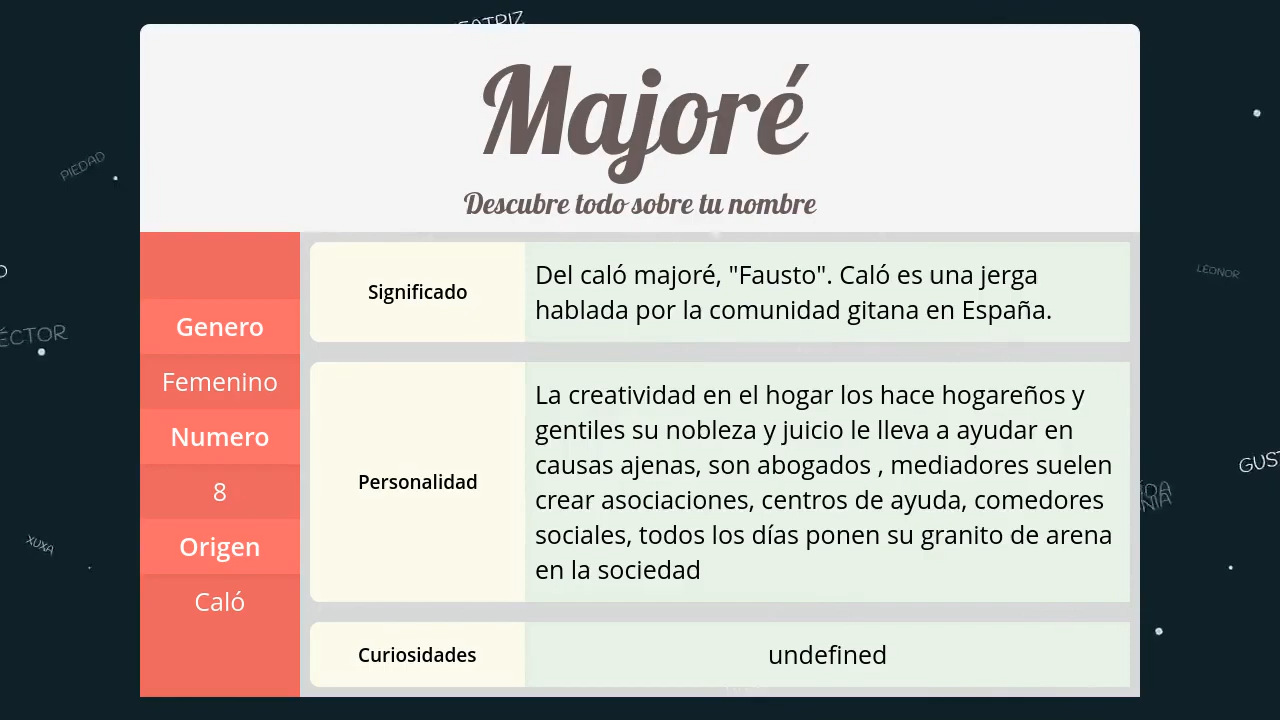 Majoré
Descubre todo sobre tu nombre
PIEDAD
LEONOR
XUXA
Genero
Femenino
Numero
8
Origen
Caló
Significado
Del caló majoré, "Fausto". Caló es una jerga
hablada por la comunidad gitana en España.
Personalidad
La creatividad en el hogar los hace hogareños y
gentiles su nobleza y juicio le lleva a ayudar en
causas ajenas, son abogados , mediadores suelen
crear asociaciones, centros de ayuda, comedores
sociales, todos los días ponen su granito de arena
en la sociedad
Curiosidades
undefined